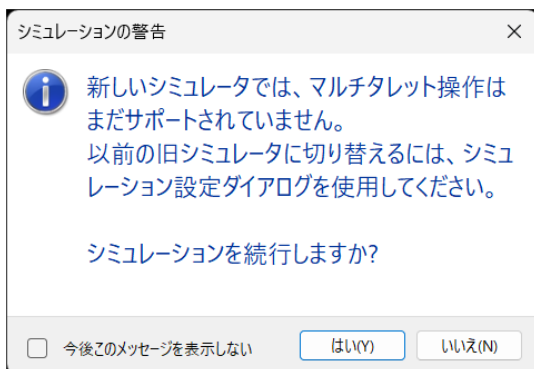 シミュレーションの警告
新しいシミュレータでは、マルチタレット操作は
まだサポートされていません。
以前の旧シミュレータに切り替えるには、シミュ
レーション設定ダイアログを使用してください。
シミュレーションを続行しますか?
今後このメッセージを表示しない
はい(Y)
いいえ(N)